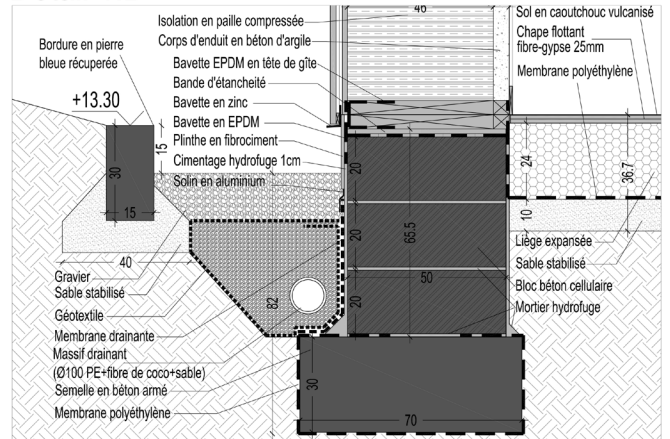 46
Isolation en paille compressée
Corps d'enduit en béton d'argile
Bavette EPDM en tête de gîte
Bande d'étancheité
Bavette en zinc
Bavette en EPDM
Plinthe en fibrociment
Cimentage hydrofuge 1cm
Solin en aluminium
Bordure en pierre
bleue récuperée
+13.30
15
30
15
40
Gravier
Sable stabilisé
Géotextile
Membrane drainante
Massif drainant
(Ø100 PE+fibre de coco+sable)
Semelle en béton armé
Membrane polyéthylène
82
20
20
20
65.5
50
30
70
Sol en caoutchouc vulcanisé
Chape flottant
fibre-gypse 25mm
Membrane polyéthylène
24
36.7
10
Liège expansée
Sable stabilisé
Bloc béton cellulaire
Mortier hydrofuge